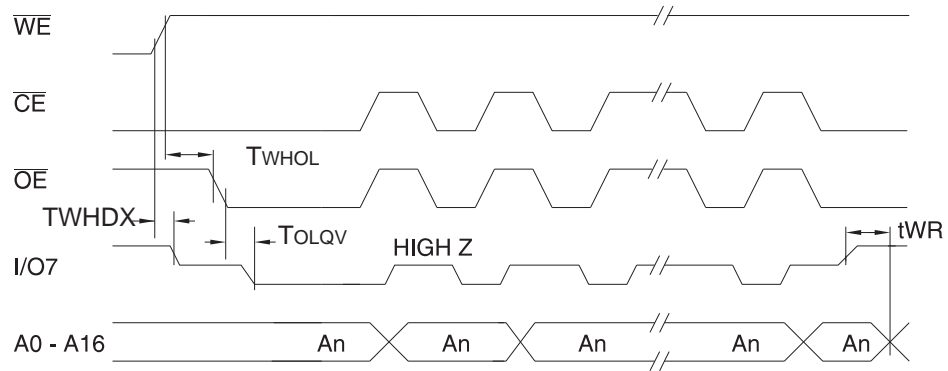 WE
CE
TWHOL
OE
TWHDX
TOLQV
tWR
HIGH Z
I/O7
A0 - A16 An An An An An